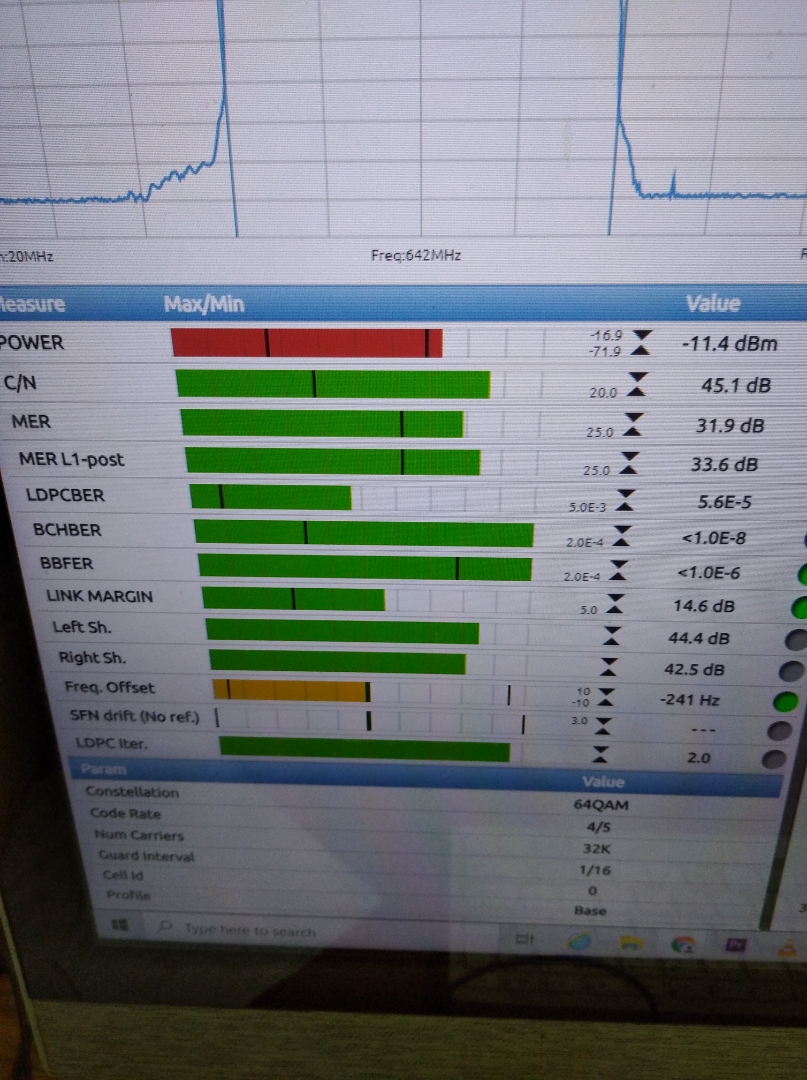 :20MHz Freq:642MHz
Measure Max/Min Value
POWER -16.9 -71.9 -11.4 dBm
C/N 20.0 45.1 dB
MER 25.0 31.9 dB
MER L1-post 25.0 33.6 dB
LDPCBER 5.0E-3 5.6E-5
BCHBER 2.0E-4 <1.0E-8
BBFER 2.0E-4 <1.0E-6
LINK MARGIN 5.0 14.6 dB
Left Sh. 44.4 dB
Right Sh. 42.5 dB
Freq. Offset 10 -10 -241 Hz
SFN drift (No ref.) 3.0 ---
LDPC Iter. 2.0
Param Value
Constellation 64QAM
Code Rate 4/5
Num Carriers 32K
Guard Interval 1/16
Cell Id 0
Profile Base
Type here to search
Pr